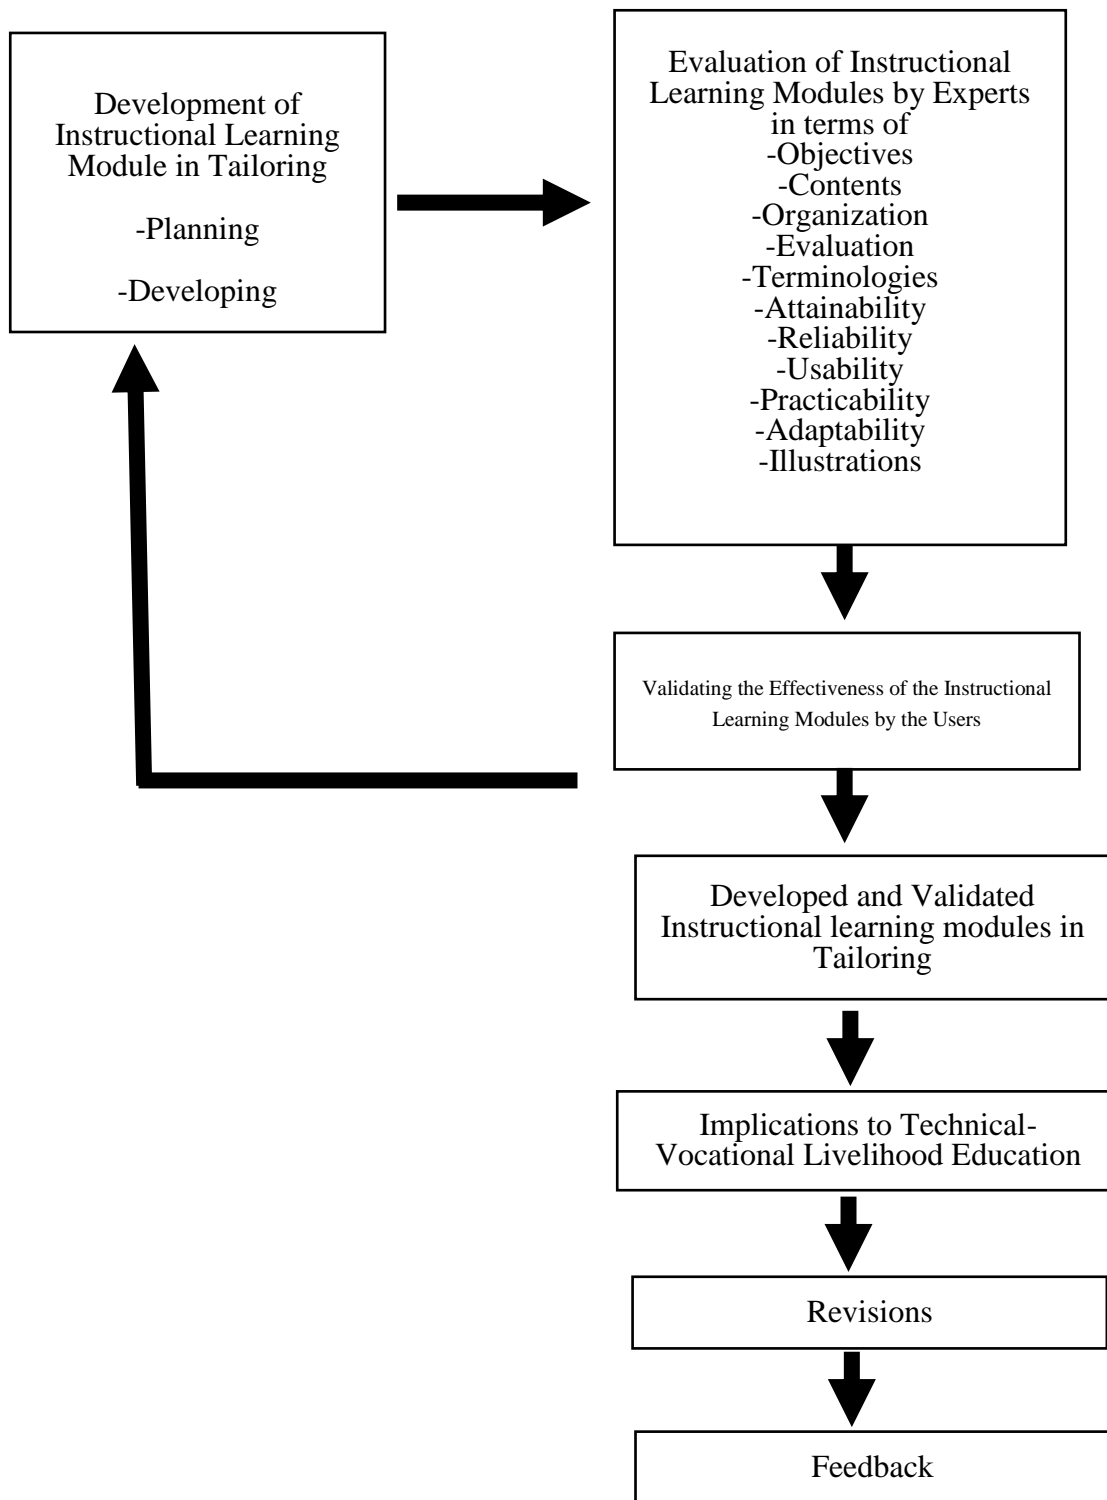 Development of
Instructional Learning
Module in Tailoring
-Planning
-Developing
Evaluation of Instructional
Learning Modules by Experts
in terms of
-Objectives
-Contents
-Organization
-Evaluation
-Terminologies
-Attainability
-Reliability
-Usability
-Practicability
-Adaptability
-Illustrations
Validating the Effectiveness of the Instructional
Learning Modules by the Users
Developed and Validated
Instructional learning modules in
Tailoring
Implications to Technical-
Vocational Livelihood Education
Revisions
Feedback